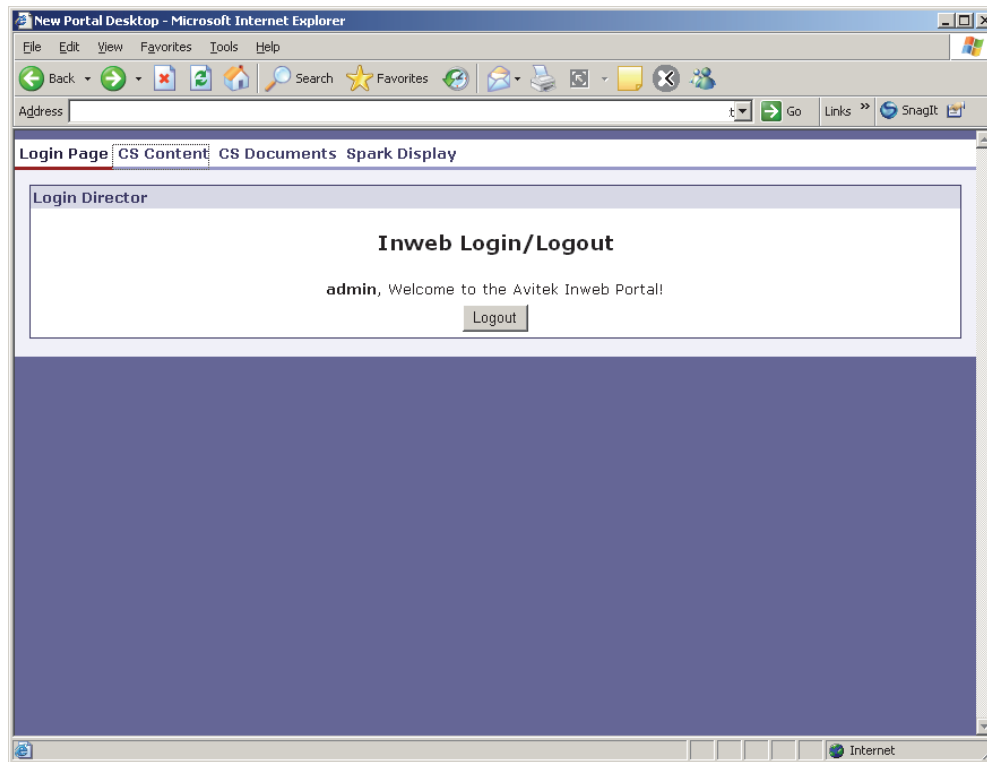 New Portal Desktop - Microsoft Internet Explorer
File Edit View Favorites Tools Help
Back Search Favorites
Address t Go Links » SnagIt
Login Page CS Content CS Documents Spark Display
Login Director
Inweb Login/Logout
admin, Welcome to the Avitek Inweb Portal!
Logout
Internet